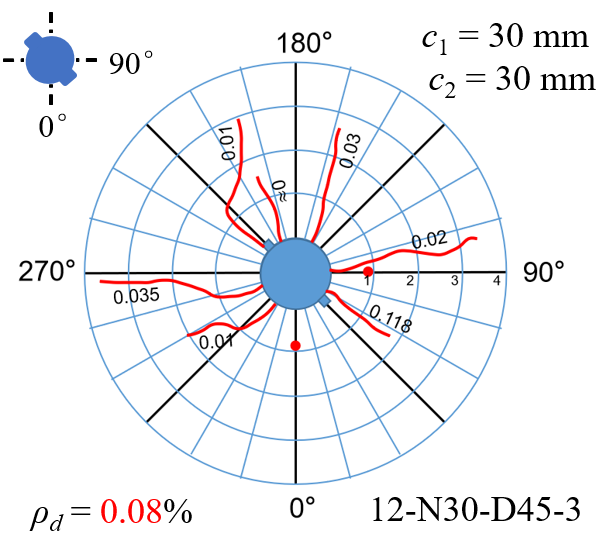 180°
c1 = 30 mm
c2 = 30 mm
90°
0°
0.01
≈0
0.03
0.02
270°
1 2 3 4
90°
0.035
0.01
0.118
ρd = 0.08%
0°
12-N30-D45-3